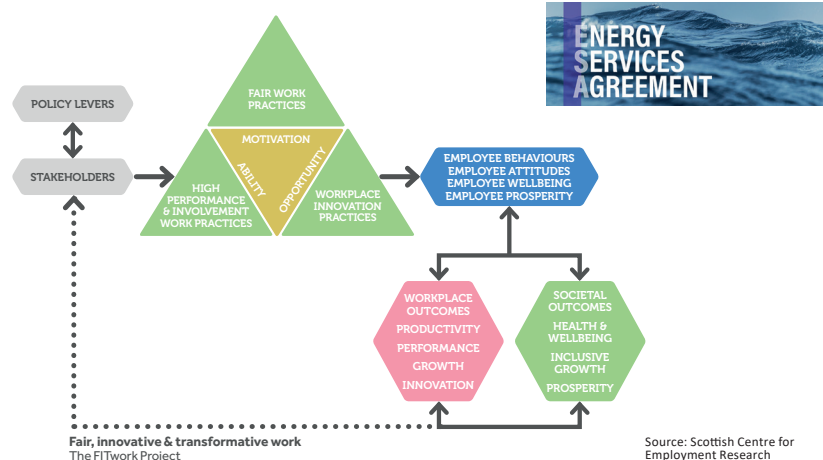 ENERGY
SERVICES
AGREEMENT
POLICY LEVERS
STAKEHOLDERS
FAIR WORK
PRACTICES
MOTIVATION
ABILITY
OPPORTUNITY
HIGH
PERFORMANCE
& INVOLVEMENT
WORK PRACTICES
WORKPLACE
INNOVATION
PRACTICES
EMPLOYEE BEHAVIOURS
EMPLOYEE ATTITUDES
EMPLOYEE WELLBEING
EMPLOYEE PROSPERITY
WORKPLACE
OUTCOMES
PRODUCTIVITY
PERFORMANCE
GROWTH
INNOVATION
SOCIETAL
OUTCOMES
HEALTH &
WELLBEING
INCLUSIVE
GROWTH
PROSPERITY
Fair, innovative & transformative work
The FITwork Project
Source: Scottish Centre for
Employment Research